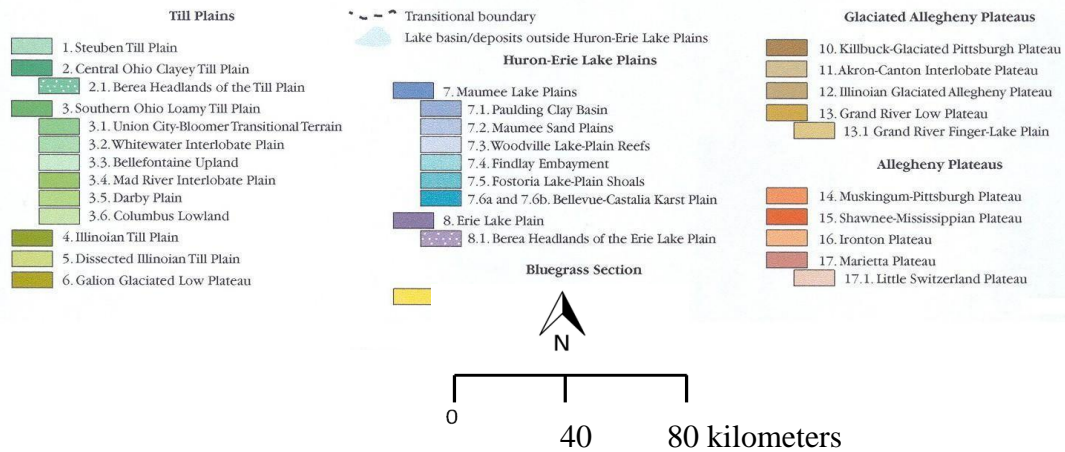 Till Plains
1. Steuben Till Plain
2. Central Ohio Clayey Till Plain
2.1. Berea Headlands of the Till Plain
3. Southern Ohio Loamy Till Plain
3.1. Union City-Bloomer Transitional Terrain
3.2. Whitewater Interlobate Plain
3.3. Bellefontaine Upland
3.4. Mad River Interlobate Plain
3.5. Darby Plain
3.6. Columbus Lowland
4. Illinoian Till Plain
5. Dissected Illinoian Till Plain
6. Galion Glaciated Low Plateau
Transitional boundary
Lake basin/deposits outside Huron-Erie Lake Plains
Huron-Erie Lake Plains
7. Maumee Lake Plains
7.1. Paulding Clay Basin
7.2. Maumee Sand Plains
7.3. Woodville Lake-Plain Reefs
7.4. Findlay Embayment
7.5. Fostoria Lake-Plain Shoals
7.6a and 7.6b. Bellevue-Castalia Karst Plain
8. Erie Lake Plain
8.1. Berea Headlands of the Erie Lake Plain
Bluegrass Section
Glaciated Allegheny Plateaus
10. Killbuck-Glaciated Pittsburgh Plateau
11. Akron-Canton Interlobate Plateau
12. Illinoian Glaciated Allegheny Plateau
13. Grand River Low Plateau
13.1 Grand River Finger-Lake Plain
Allegheny Plateaus
14. Muskingum-Pittsburgh Plateau
15. Shawnee-Mississippian Plateau
16. Ironton Plateau
17. Marietta Plateau
17.1. Little Switzerland Plateau
N
0
40
80 kilometers